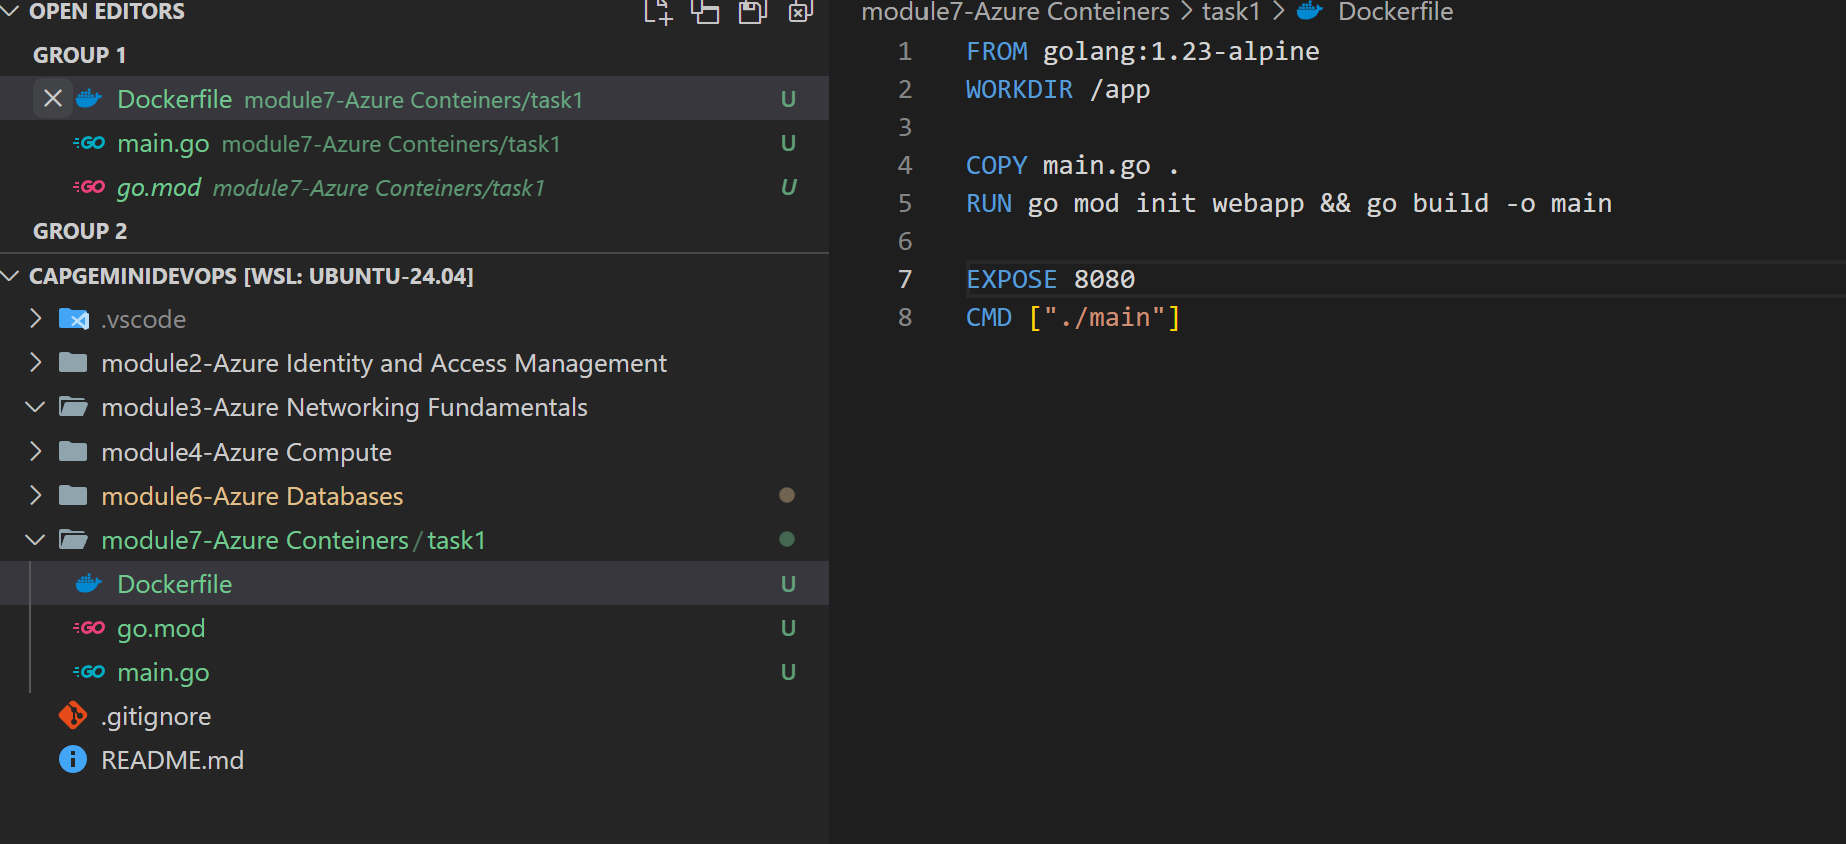 OPEN EDITORS
GROUP 1
Dockerfile module7-Azure Conteiners/task1 U
main.go module7-Azure Conteiners/task1 U
go.mod module7-Azure Conteiners/task1 U
GROUP 2
CAPGEMINIDEVOPS [WSL: UBUNTU-24.04]
.vscode
module2-Azure Identity and Access Management
module3-Azure Networking Fundamentals
module4-Azure Compute
module6-Azure Databases
module7-Azure Conteiners/task1
Dockerfile U
GO go.mod U
GO main.go U
.gitignore
README.md
module7-Azure Conteiners > task1 > Dockerfile
1 FROM golang:1.23-alpine
2 WORKDIR /app
3
4 COPY main.go .
5 RUN go mod init webapp && go build -o main
6
7 EXPOSE 8080
8 CMD ["./main"]